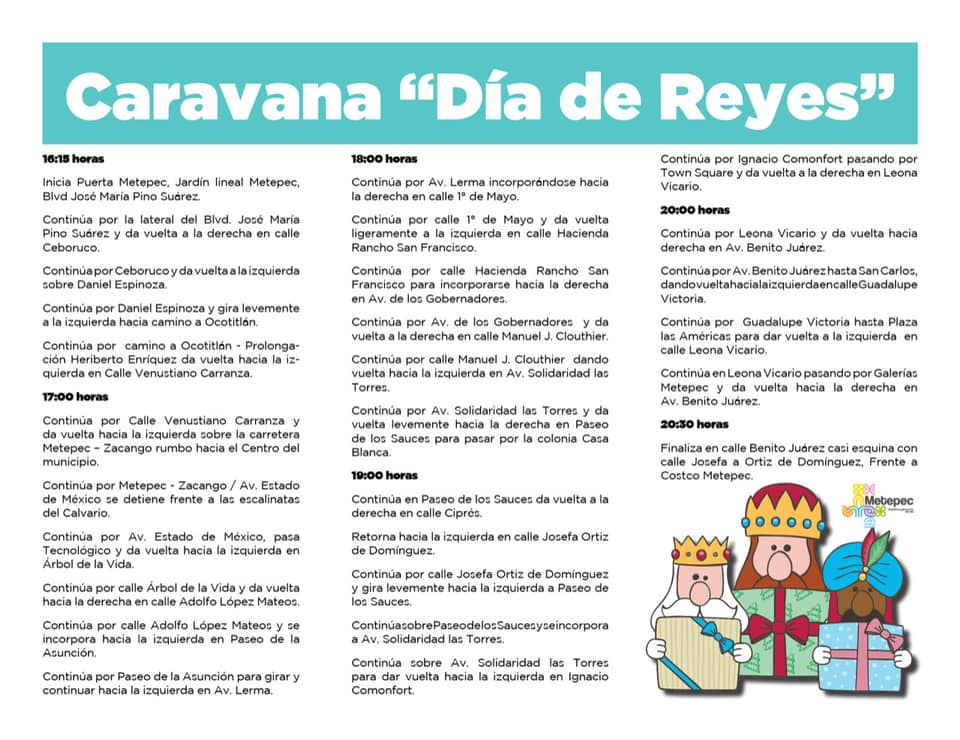 Caravana “Día de Reyes”
16:15 horas
Inicia Puerta Metepec, Jardín lineal Metepec,
Blvd José María Pino Suárez.
Continúa por la lateral del Blvd. José María
Pino Suárez y da vuelta a la derecha en calle
Ceboruco.
Continúa por Ceboruco y da vuelta a la izquierda
sobre Daniel Espinoza.
Continúa por Daniel Espinoza y gira levemente
a la izquierda hacia camino a Ocotitlán.
Continúa por camino a Ocotitlán - Prolonga-
ción Heriberto Enríquez da vuelta hacia la iz-
quierda en Calle Venustiano Carranza.
17:00 horas
Continúa por Calle Venustiano Carranza y
da vuelta hacia la izquierda sobre la carretera
Metepec – Zacango rumbo hacia el Centro del
municipio.
Continúa por Metepec - Zacango / Av. Estado
de México se detiene frente a las escalinatas
del Calvario.
Continúa por Av. Estado de México, pasa
Tecnológico y da vuelta hacia la izquierda en
Árbol de la Vida.
Continúa por calle Árbol de la Vida y da vuelta
hacia la derecha en calle Adolfo López Mateos.
Continúa por calle Adolfo López Mateos y se
incorpora hacia la izquierda en Paseo de la
Asunción.
Continúa por Paseo de la Asunción para girar y
continuar hacia la izquierda en Av. Lerma.
18:00 horas
Continúa por Av. Lerma incorporándose hacia
la derecha en calle 1° de Mayo.
Continúa por calle 1° de Mayo y da vuelta
ligeramente a la izquierda en calle Hacienda
Rancho San Francisco.
Continúa por calle Hacienda Rancho San
Francisco para incorporarse hacia la derecha
en Av. de los Gobernadores.
Continúa por Av. de los Gobernadores y da
vuelta a la derecha en calle Manuel J. Clouthier.
Continúa por calle Manuel J. Clouthier dando
vuelta hacia la izquierda en Av. Solidaridad las
Torres.
Continúa por Av. Solidaridad las Torres y da
vuelta levemente hacia la derecha en Paseo
de los Sauces para pasar por la colonia Casa
Blanca.
19:00 horas
Continúa en Paseo de los Sauces da vuelta a la
derecha en calle Ciprés.
Retorna hacia la izquierda en calle Josefa Ortiz
de Domínguez.
Continúa por calle Josefa Ortiz de Domínguez
y gira levemente hacia la izquierda a Paseo de
los Sauces.
Continúa sobre Paseo de los Sauces y se incorpora
a Av. Solidaridad las Torres.
Continúa sobre Av. Solidaridad las Torres
para dar vuelta hacia la izquierda en Ignacio
Comonfort.
Continúa por Ignacio Comonfort pasando por
Town Square y da vuelta a la derecha en Leona
Vicario.
20:00 horas
Continúa por Leona Vicario y da vuelta hacia
derecha en Av. Benito Juárez.
Continúa por Av. Benito Juárez hasta San Carlos,
dando vuelta hacia la izquierda en calle Guadalupe
Victoria.
Continúa por Guadalupe Victoria hasta Plaza
las Américas para dar vuelta a la izquierda en
calle Leona Vicario.
Continúa en Leona Vicario pasando por Galerías
Metepec y da vuelta hacia la derecha en
Av. Benito Juárez.
20:30 horas
Finaliza en calle Benito Juárez casi esquina con
calle Josefa a Ortiz de Domínguez, Frente a
Costco Metepec.
Metepec